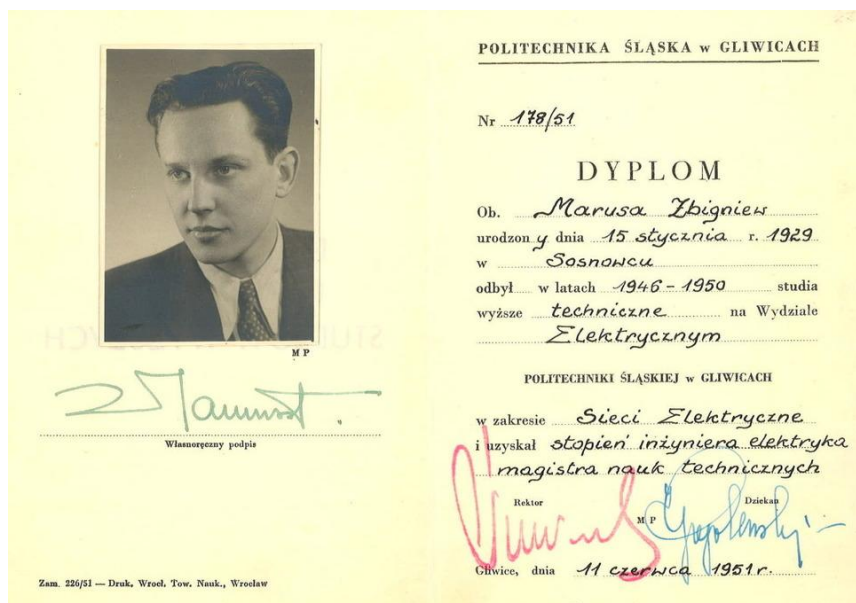 M P
Własnoręczny podpis
Zam. 226/51 — Druk. Wrocł. Tow. Nauk., Wrocław
POLITECHNIKA ŚLĄSKA w GLIWICACH
Nr 178/51
DYPLOM
Ob. Marusa Zbigniew
urodzony dnia 15 stycznia r. 1929
w Sosnowcu
odbył w latach 1946-1950 studia
wyższe techniczne na Wydziale
Elektrycznym
POLITECHNIKI ŚLĄSKIEJ w GLIWICACH
w zakresie Sieci Elektryczne
i uzyskał stopień inżyniera elektryka
magistra nauk technicznych
Rektor Dziekan
M P
Gliwice, dnia 11 czerwca 1951 r.